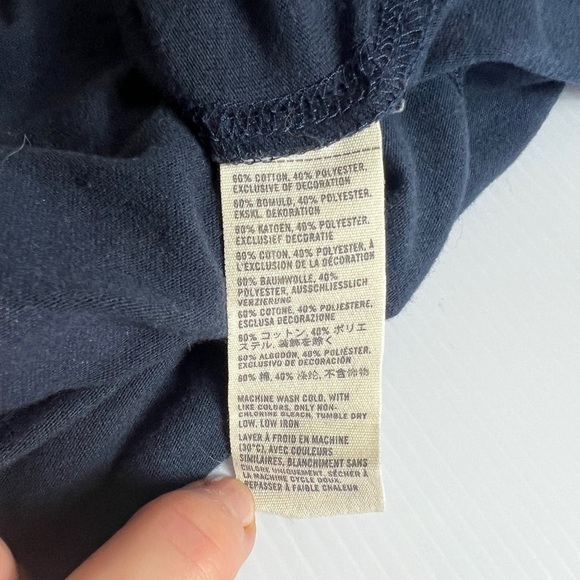 60% COTTON, 40% POLYESTER,
EXCLUSIVE OF DECORATION
60% BOMULD, 40% POLYESTER,
EKSKL. DEKORATION
60% KATOEN, 40% POLYESTER,
EXCLUSIEF DECORATIE
60% COTON, 40% POLYESTER, À
L'EXCLUSION DE LA DÉCORATION
60% BAUMWOLLE, 40%
POLYESTER, AUSSCHLIESSLICH
VERZIERUNG
60% COTONE, 40% POLIESTERE,
ESCLUSA DECORAZIONE
60% コットン, 40% ポリエ
ステル, 装飾を除く
60% ALGODÓN, 40% POLIÉSTER,
EXCLUSIVO DE DECORACIÓN
60% 棉, 40% 涤纶, 不含饰物
MACHINE WASH COLD, WITH
LIKE COLORS, ONLY NON-
CHLORINE BLEACH, TUMBLE DRY
LOW, LOW IRON
LAVER À FROID EN MACHINE
(30°C), AVEC COULEURS
SIMILAIRES, BLANCHIMENT SANS
CHLORE UNIQUEMENT, SÉCHER À
LA MACHINE CYCLE DOUX,
REPASSER À FAIBLE CHALEUR